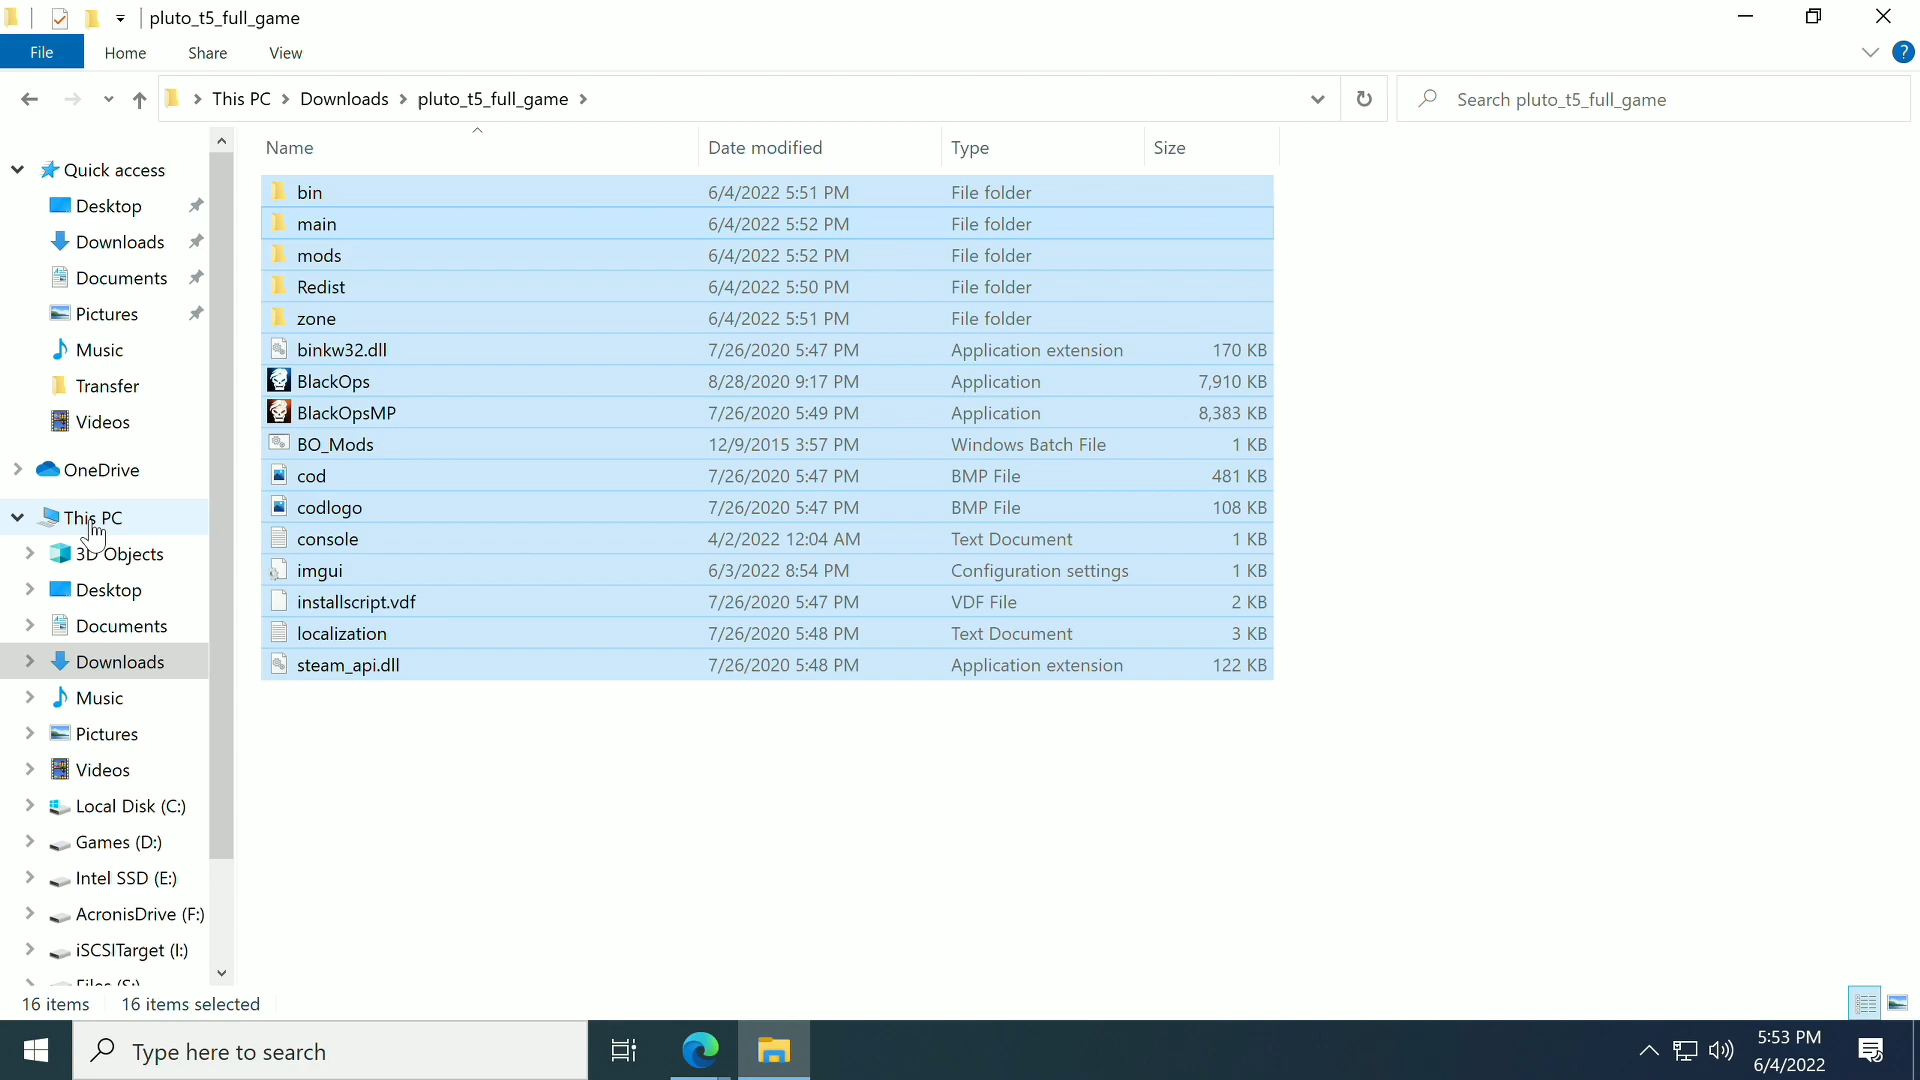 pluto_t5_full_game
File Home Share View
This PC Downloads pluto_t5_full_game
Search pluto_t5_full_game
Name Date modified Type Size
Quick access
Desktop
Downloads
Documents
Pictures
Music
Transfer
Videos
OneDrive
This PC
3D Objects
Desktop
Documents
Downloads
Music
Pictures
Videos
Local Disk (C:)
Games (D:)
Intel SSD (E:)
AcronisDrive (F:)
iSCSITarget (I:)
Files (S:)
bin 6/4/2022 5:51 PM File folder
main 6/4/2022 5:52 PM File folder
mods 6/4/2022 5:52 PM File folder
Redist 6/4/2022 5:50 PM File folder
zone 6/4/2022 5:51 PM File folder
binkw32.dll 7/26/2020 5:47 PM Application extension 170 KB
BlackOps 8/28/2020 9:17 PM Application 7,910 KB
BlackOpsMP 7/26/2020 5:49 PM Application 8,383 KB
BO_Mods 12/9/2015 3:57 PM Windows Batch File 1 KB
cod 7/26/2020 5:47 PM BMP File 481 KB
codlogo 7/26/2020 5:47 PM BMP File 108 KB
console 4/2/2022 12:04 AM Text Document 1 KB
imgui 6/3/2022 8:54 PM Configuration settings 1 KB
installscript.vdf 7/26/2020 5:47 PM VDF File 2 KB
localization 7/26/2020 5:48 PM Text Document 3 KB
steam_api.dll 7/26/2020 5:48 PM Application extension 122 KB
16 items 16 items selected
Type here to search
5:53 PM
6/4/2022